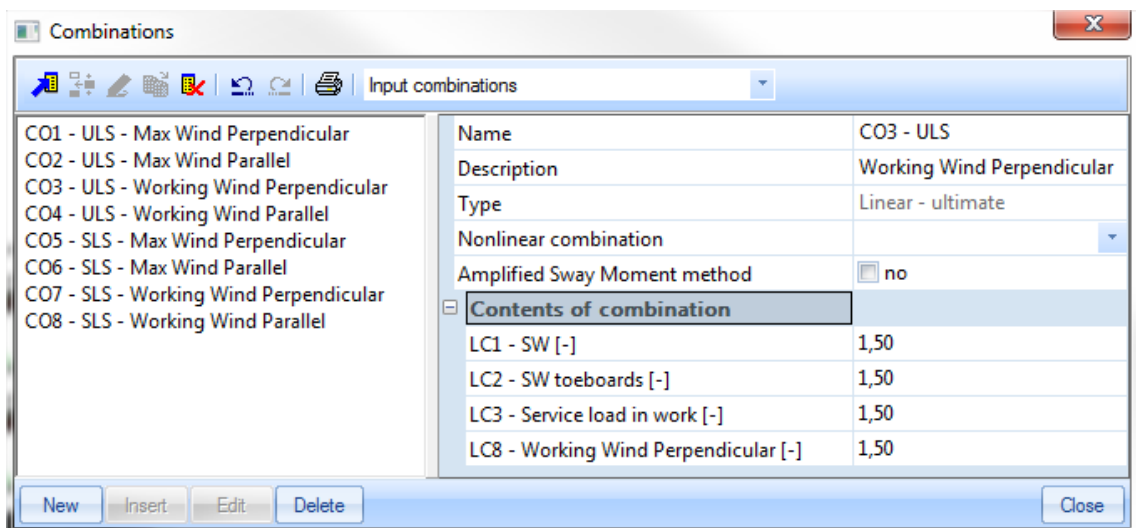 Combinations
Input combinations
CO1 - ULS - Max Wind Perpendicular
CO2 - ULS - Max Wind Parallel
CO3 - ULS - Working Wind Perpendicular
CO4 - ULS - Working Wind Parallel
CO5 - SLS - Max Wind Perpendicular
CO6 - SLS - Max Wind Parallel
CO7 - SLS - Working Wind Perpendicular
CO8 - SLS - Working Wind Parallel
Name CO3 - ULS
Description Working Wind Perpendicular
Type Linear - ultimate
Nonlinear combination
Amplified Sway Moment method no
Contents of combination
LC1 - SW [-] 1,50
LC2 - SW toeboards [-] 1,50
LC3 - Service load in work [-] 1,50
LC8 - Working Wind Perpendicular [-] 1,50
New Insert Edit Delete Close